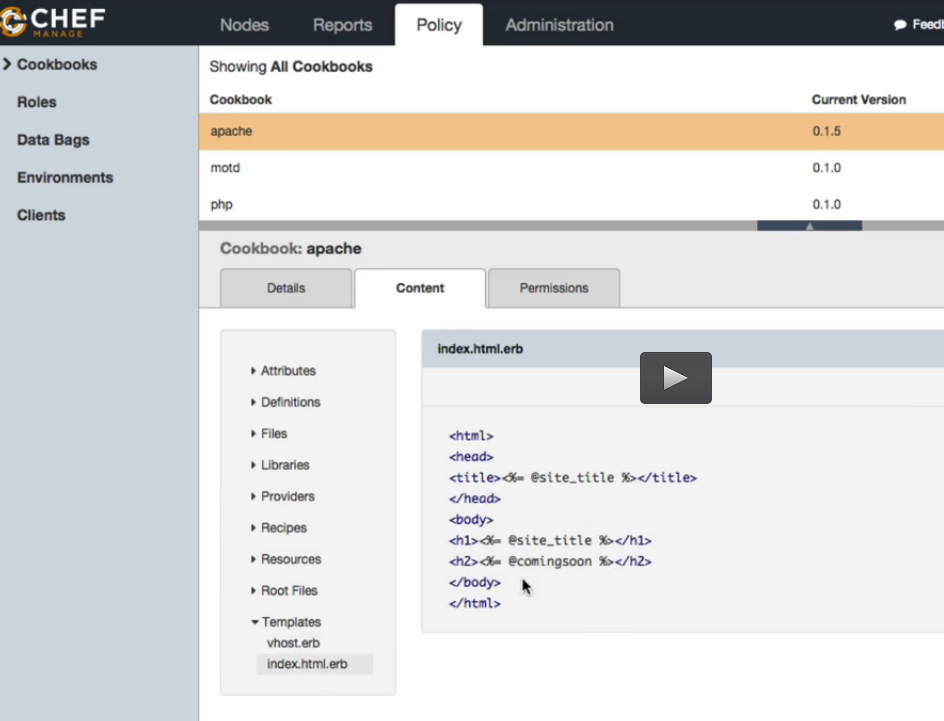 CHEF
MANAGE
Nodes Reports Policy Administration
Cookbooks
Roles
Data Bags
Environments
Clients
Showing All Cookbooks
Cookbook Current Version
apache 0.1.5
motd 0.1.0
php 0.1.0
Cookbook: apache
Details Content Permissions
Attributes
Definitions
Files
Libraries
Providers
Recipes
Resources
Root Files
Templates
vhost.erb
index.html.erb
index.html.erb
<html>
<head>
<title><%= @site_title %></title>
</head>
<body>
<h1><%= @site_title %></h1>
<h2><%= @comingsoon %></h2>
</body>
</html>